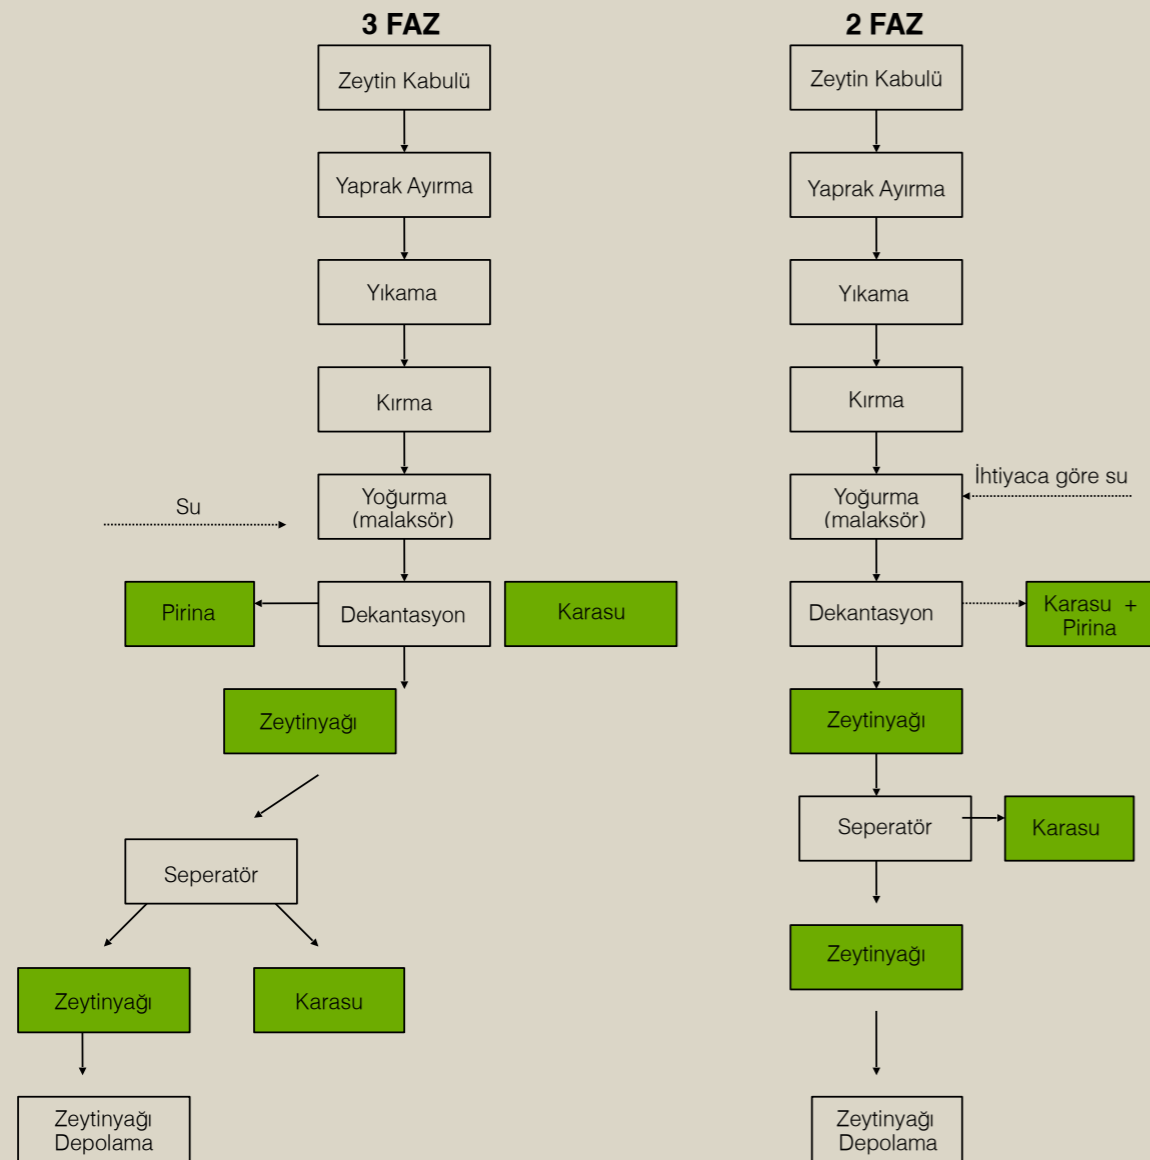 3 FAZ
Zeytin Kabulü
Yaprak Ayırma
Yıkama
Kırma
Su
Yoğurma
(malaksör)
Pirina
Dekantasyon
Karasu
Zeytinyağı
Seperatör
Zeytinyağı
Karasu
Zeytinyağı
Depolama
2 FAZ
Zeytin Kabulü
Yaprak Ayırma
Yıkama
Kırma
İhtiyaca göre su
Yoğurma
(malaksör)
Dekantasyon
Karasu +
Pirina
Zeytinyağı
Seperatör
Karasu
Zeytinyağı
Zeytinyağı
Depolama